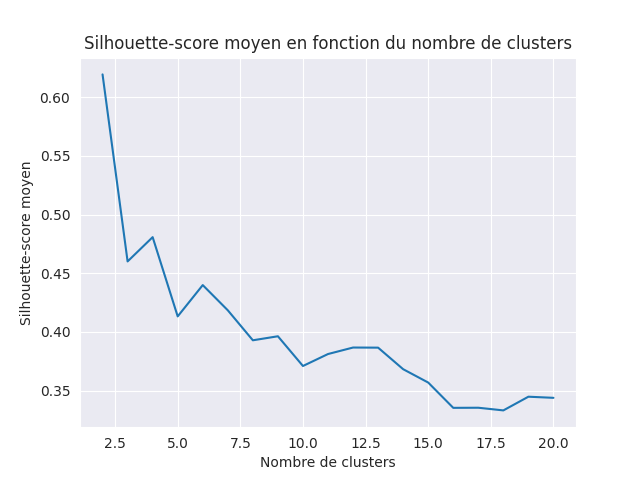 Silhouette-score moyen en fonction du nombre de clusters
0.60
0.55
0.50
0.45
0.40
0.35
Silhouette-score moyen
2.5 5.0 7.5 10.0 12.5 15.0 17.5 20.0
Nombre de clusters